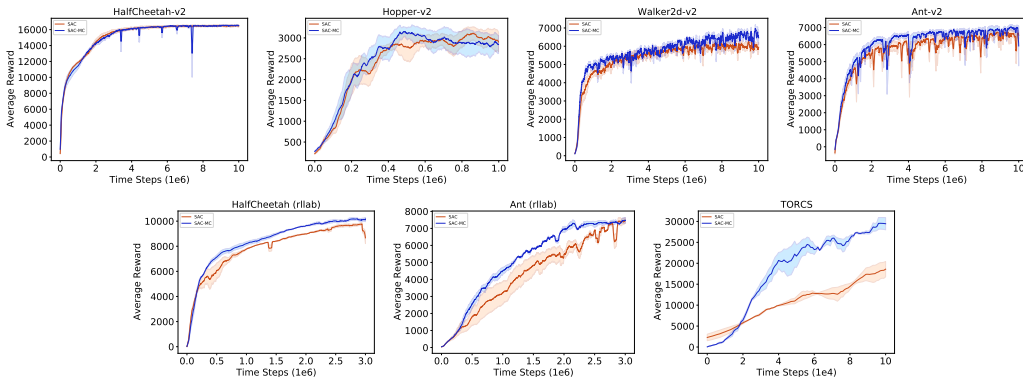 HalfCheetah-v2
SAC
SAC-MC
Average Reward
16000
14000
12000
10000
8000
6000
4000
2000
0
0 2 4 6 8 10
Time Steps (1e6)
Hopper-v2
SAC
SAC-MC
Average Reward
3000
2500
2000
1500
1000
500
0.0 0.2 0.4 0.6 0.8 1.0
Time Steps (1e6)
Walker2d-v2
SAC
SAC-MC
Average Reward
7000
6000
5000
4000
3000
2000
1000
0
0 2 4 6 8 10
Time Steps (1e6)
Ant-v2
SAC
SAC-MC
Average Reward
7000
6000
5000
4000
3000
2000
1000
0
0 2 4 6 8 10
Time Steps (1e6)
HalfCheetah (rllab)
SAC
SAC-MC
Average Reward
10000
8000
6000
4000
2000
0
0.0 0.5 1.0 1.5 2.0 2.5 3.0
Time Steps (1e6)
Ant (rllab)
SAC
SAC-MC
Average Reward
8000
7000
6000
5000
4000
3000
2000
1000
0
0.0 0.5 1.0 1.5 2.0 2.5 3.0
Time Steps (1e6)
TORCS
SAC
SAC-MC
Average Reward
30000
25000
20000
15000
10000
5000
0
0 2 4 6 8 10
Time Steps (1e4)